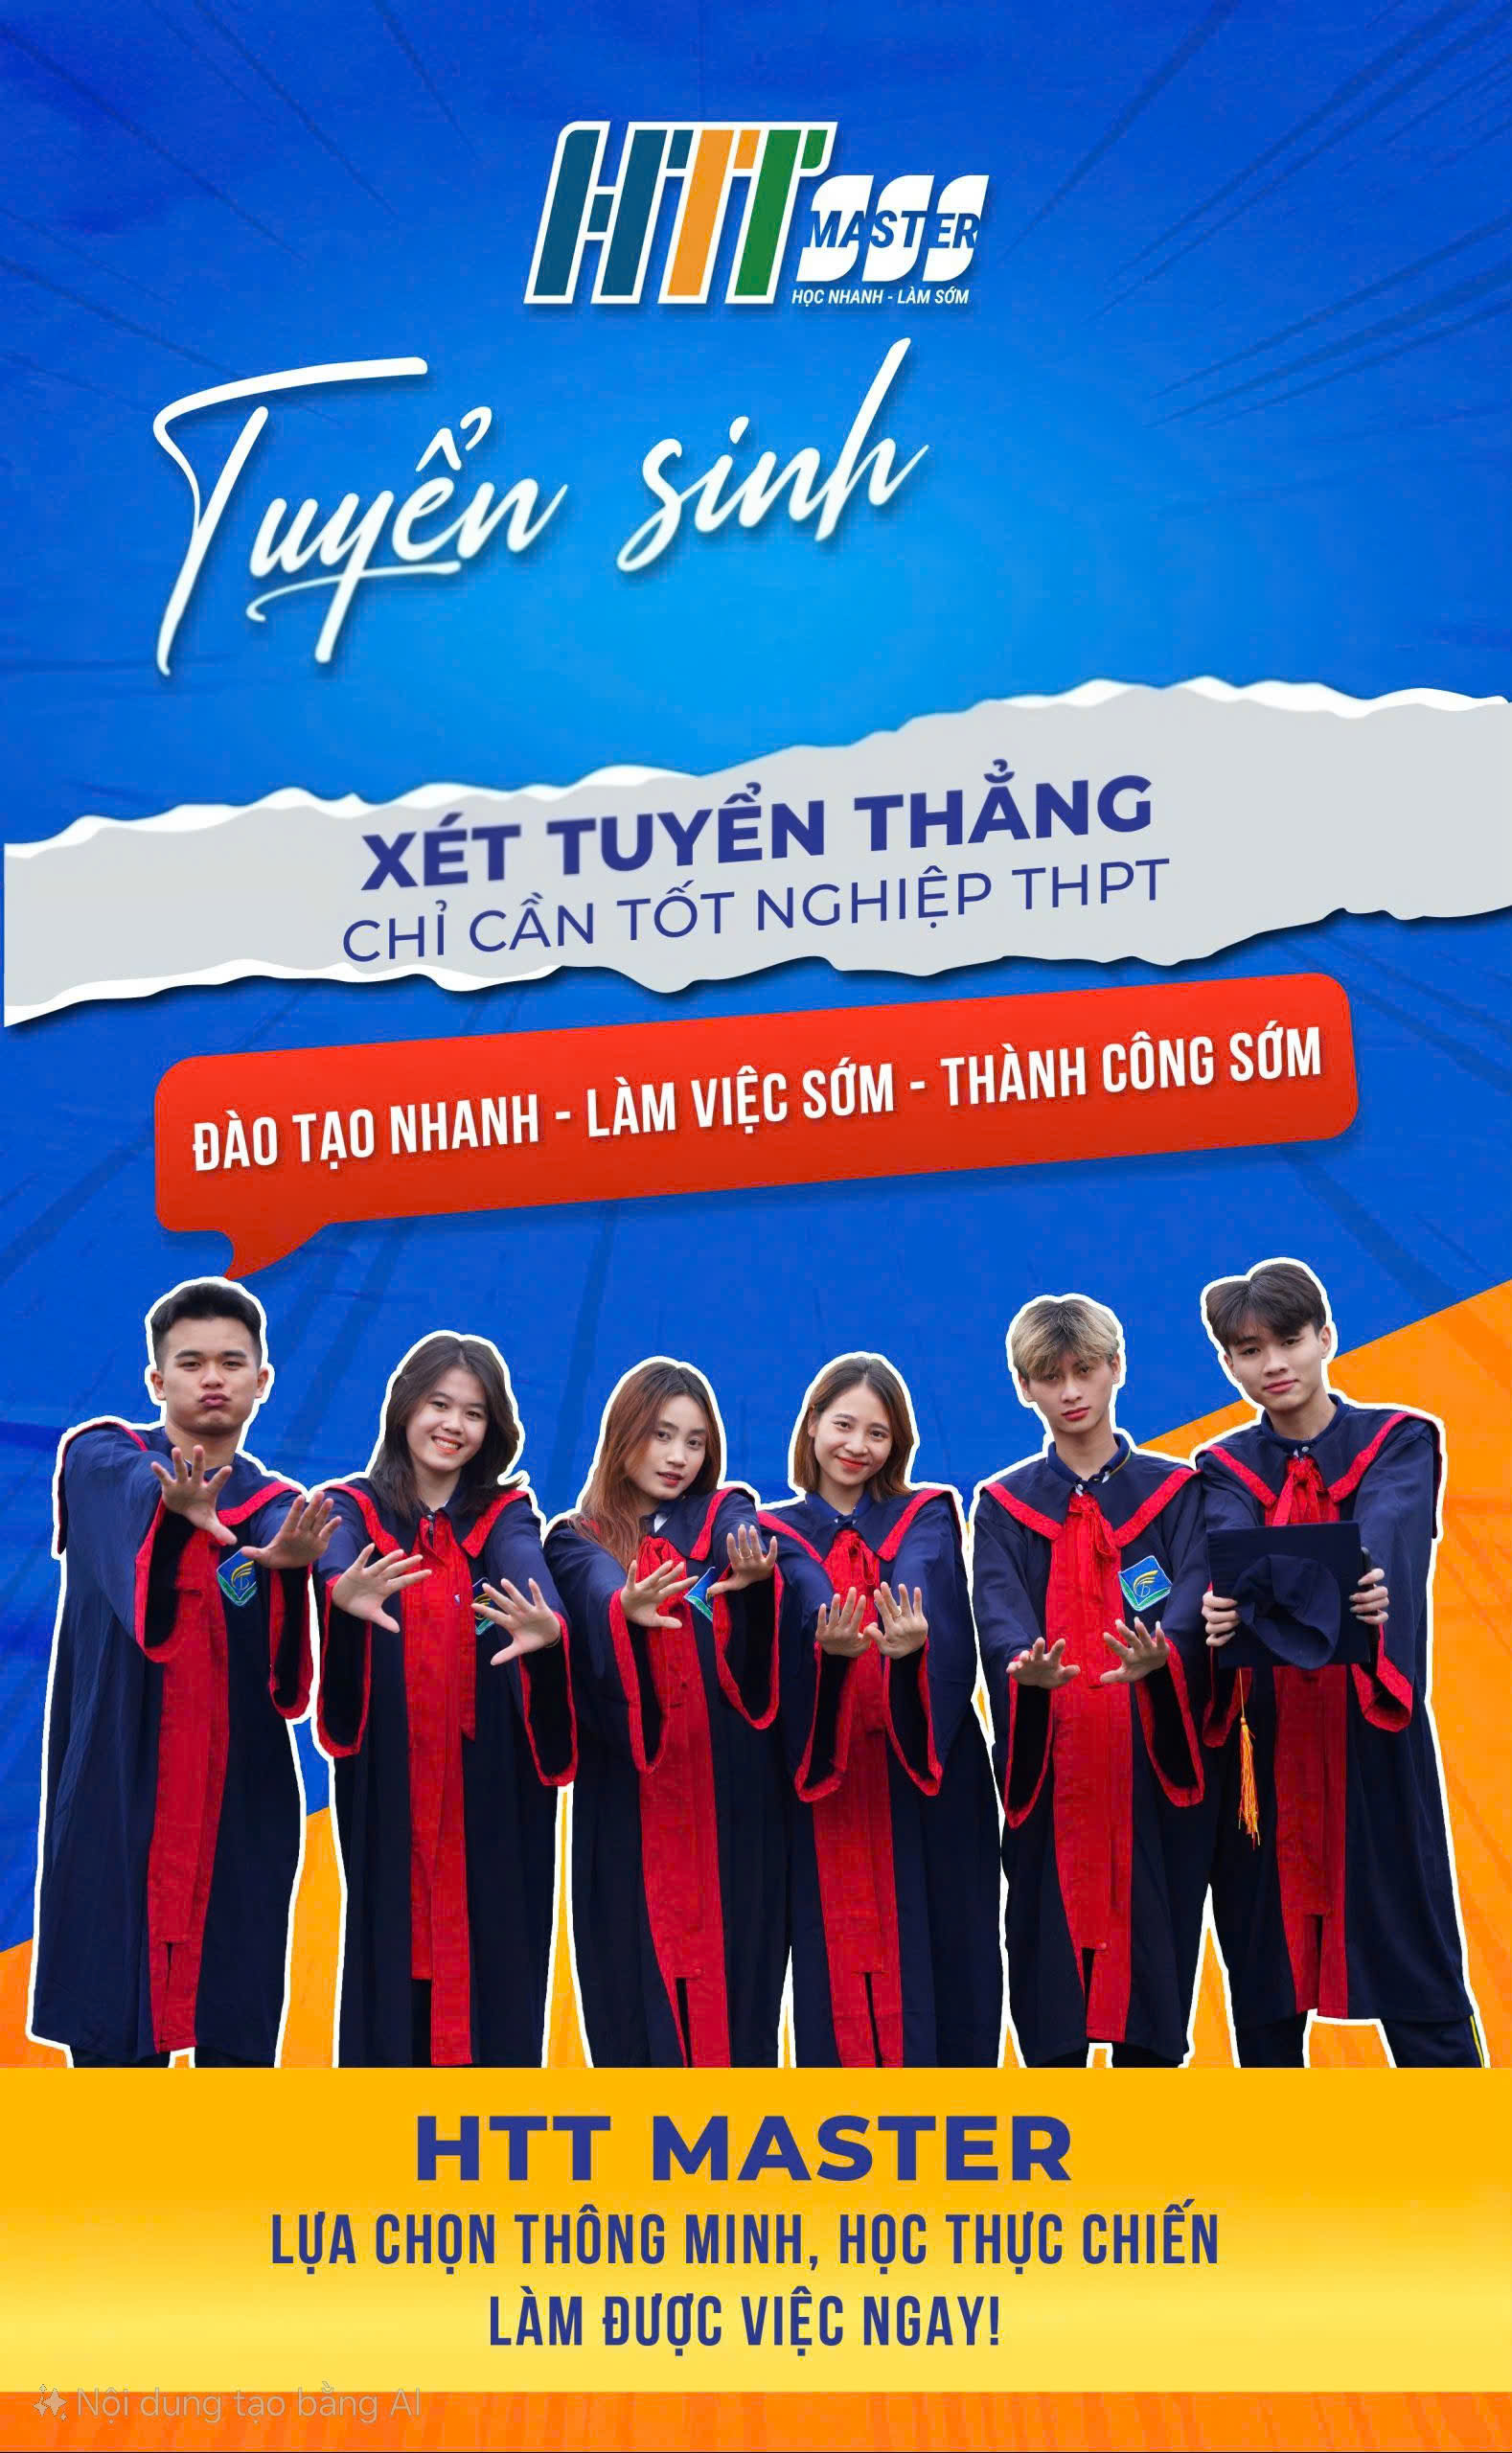 HTT
MASTER
HỌC NHANH - LÀM SỚM
Tuyển sinh
XÉT TUYỂN THẲNG
CHỈ CẦN TỐT NGHIỆP THPT
ĐÀO TẠO NHANH - LÀM VIỆC SỚM - THÀNH CÔNG SỚM
HTT MASTER
LỰA CHỌN THÔNG MINH, HỌC THỰC CHIẾN
LÀM ĐƯỢC VIỆC NGAY!
Nội dung tạo bằng AI